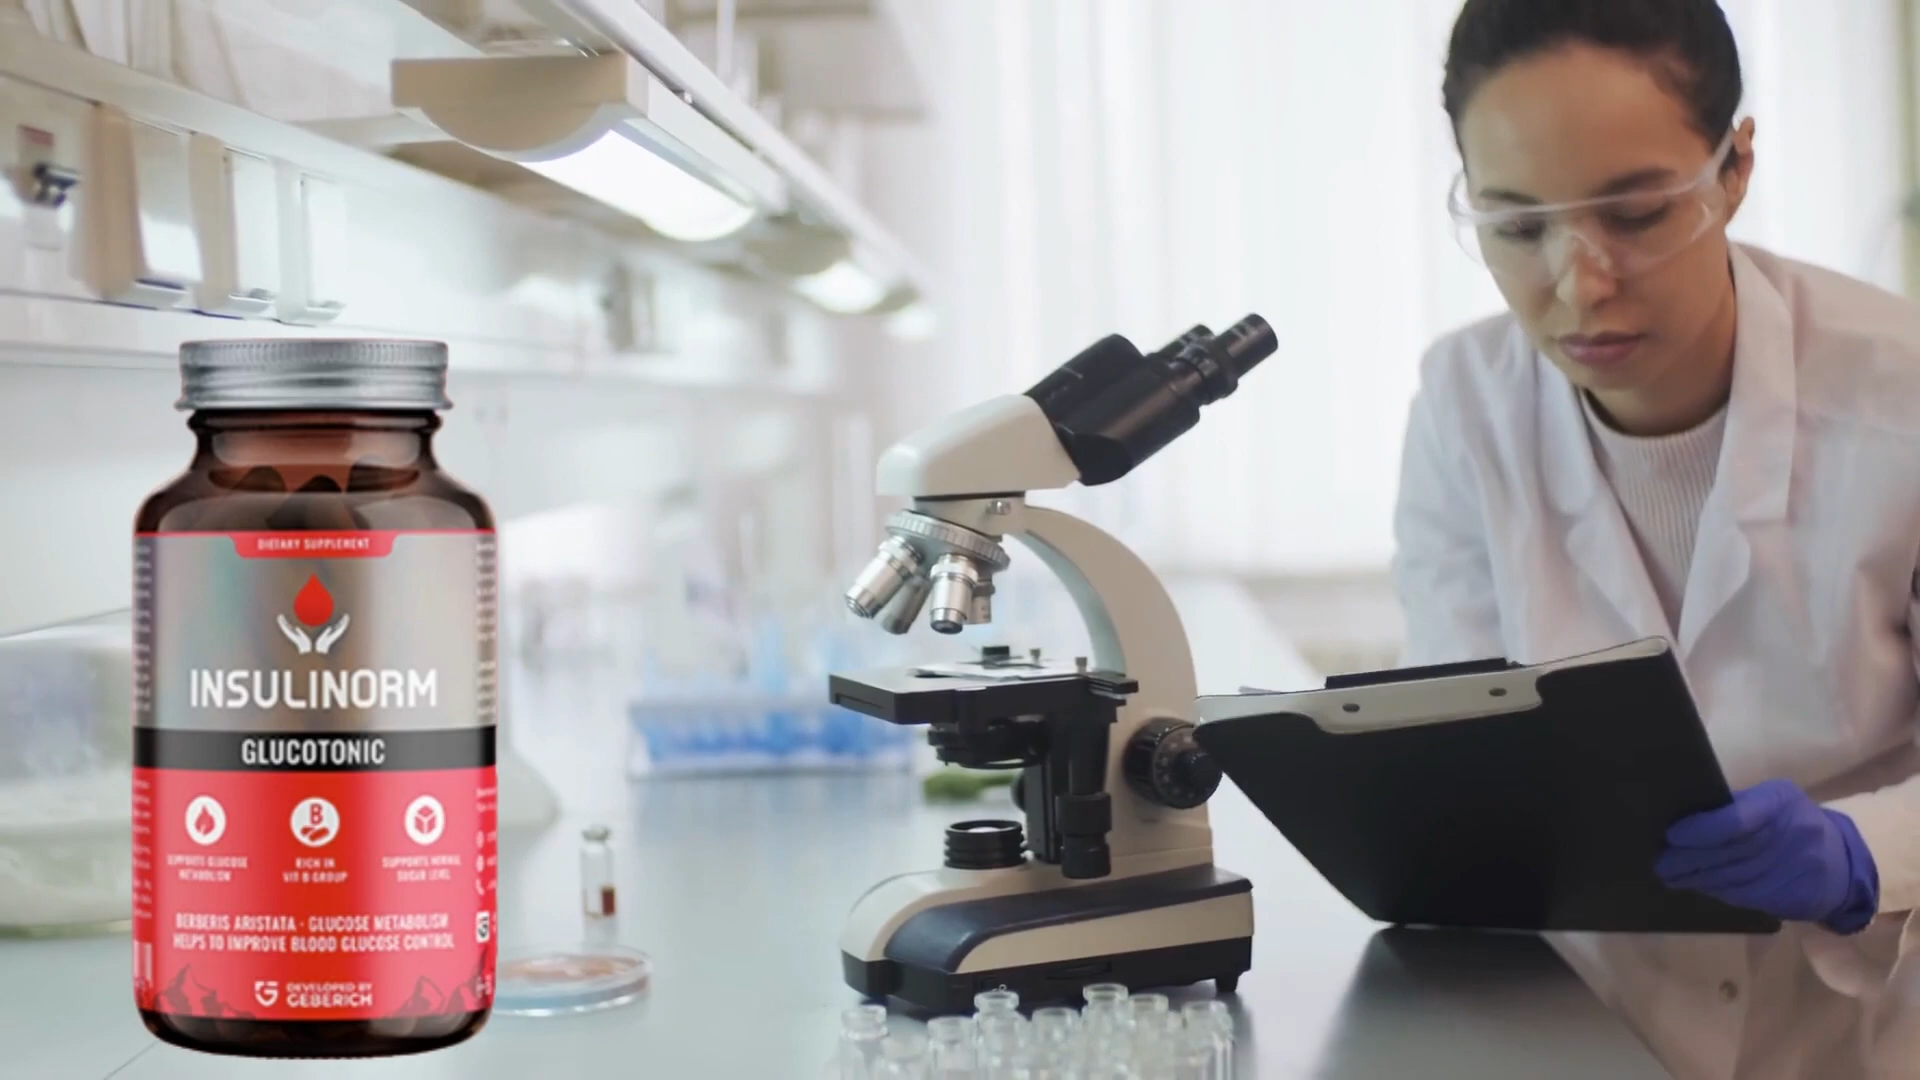 DIETARY SUPPLEMENT
INSULINORM
GLUCOTONIC
B
SUPPORTS GLUCOSE
METABOLISM
RICH IN
VIT B GROUP
SUPPORTS NORMAL
SUGAR LEVEL
BERBERIS ARISTATA · GLUCOSE METABOLISM
HELPS TO IMPROVE BLOOD GLUCOSE CONTROL
DEVELOPED BY
GEBERICH